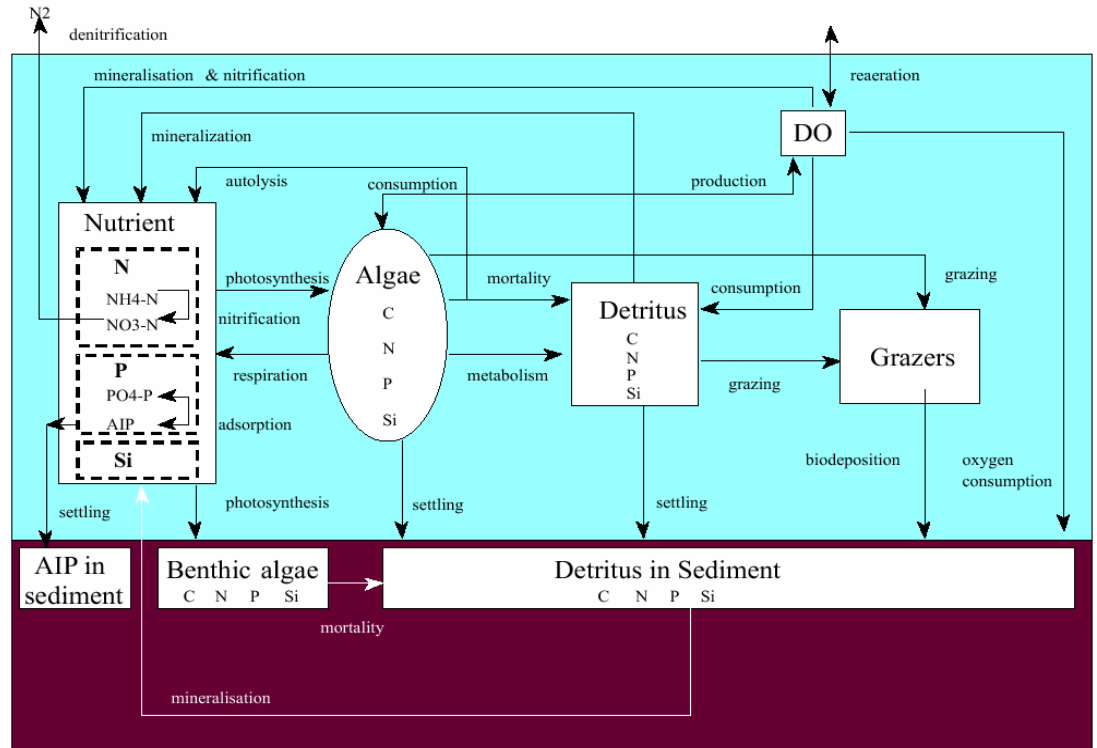 N2
denitrification
mineralisation & nitrification
reaeration
DO
mineralization
autolysis
consumption
production
Nutrient
N
NH4-N
NO3-N
photosynthesis
nitrification
Algae
C
N
P
Si
mortality
consumption
grazing
Detritus
C
N
P
Si
Grazers
P
PO4-P
AIP
respiration
metabolism
grazing
adsorption
Si
settling
photosynthesis
settling
settling
biodeposition
oxygen
consumption
AIP in
sediment
Benthic algae
C N P Si
Detritus in Sediment
C N P Si
mortality
mineralisation